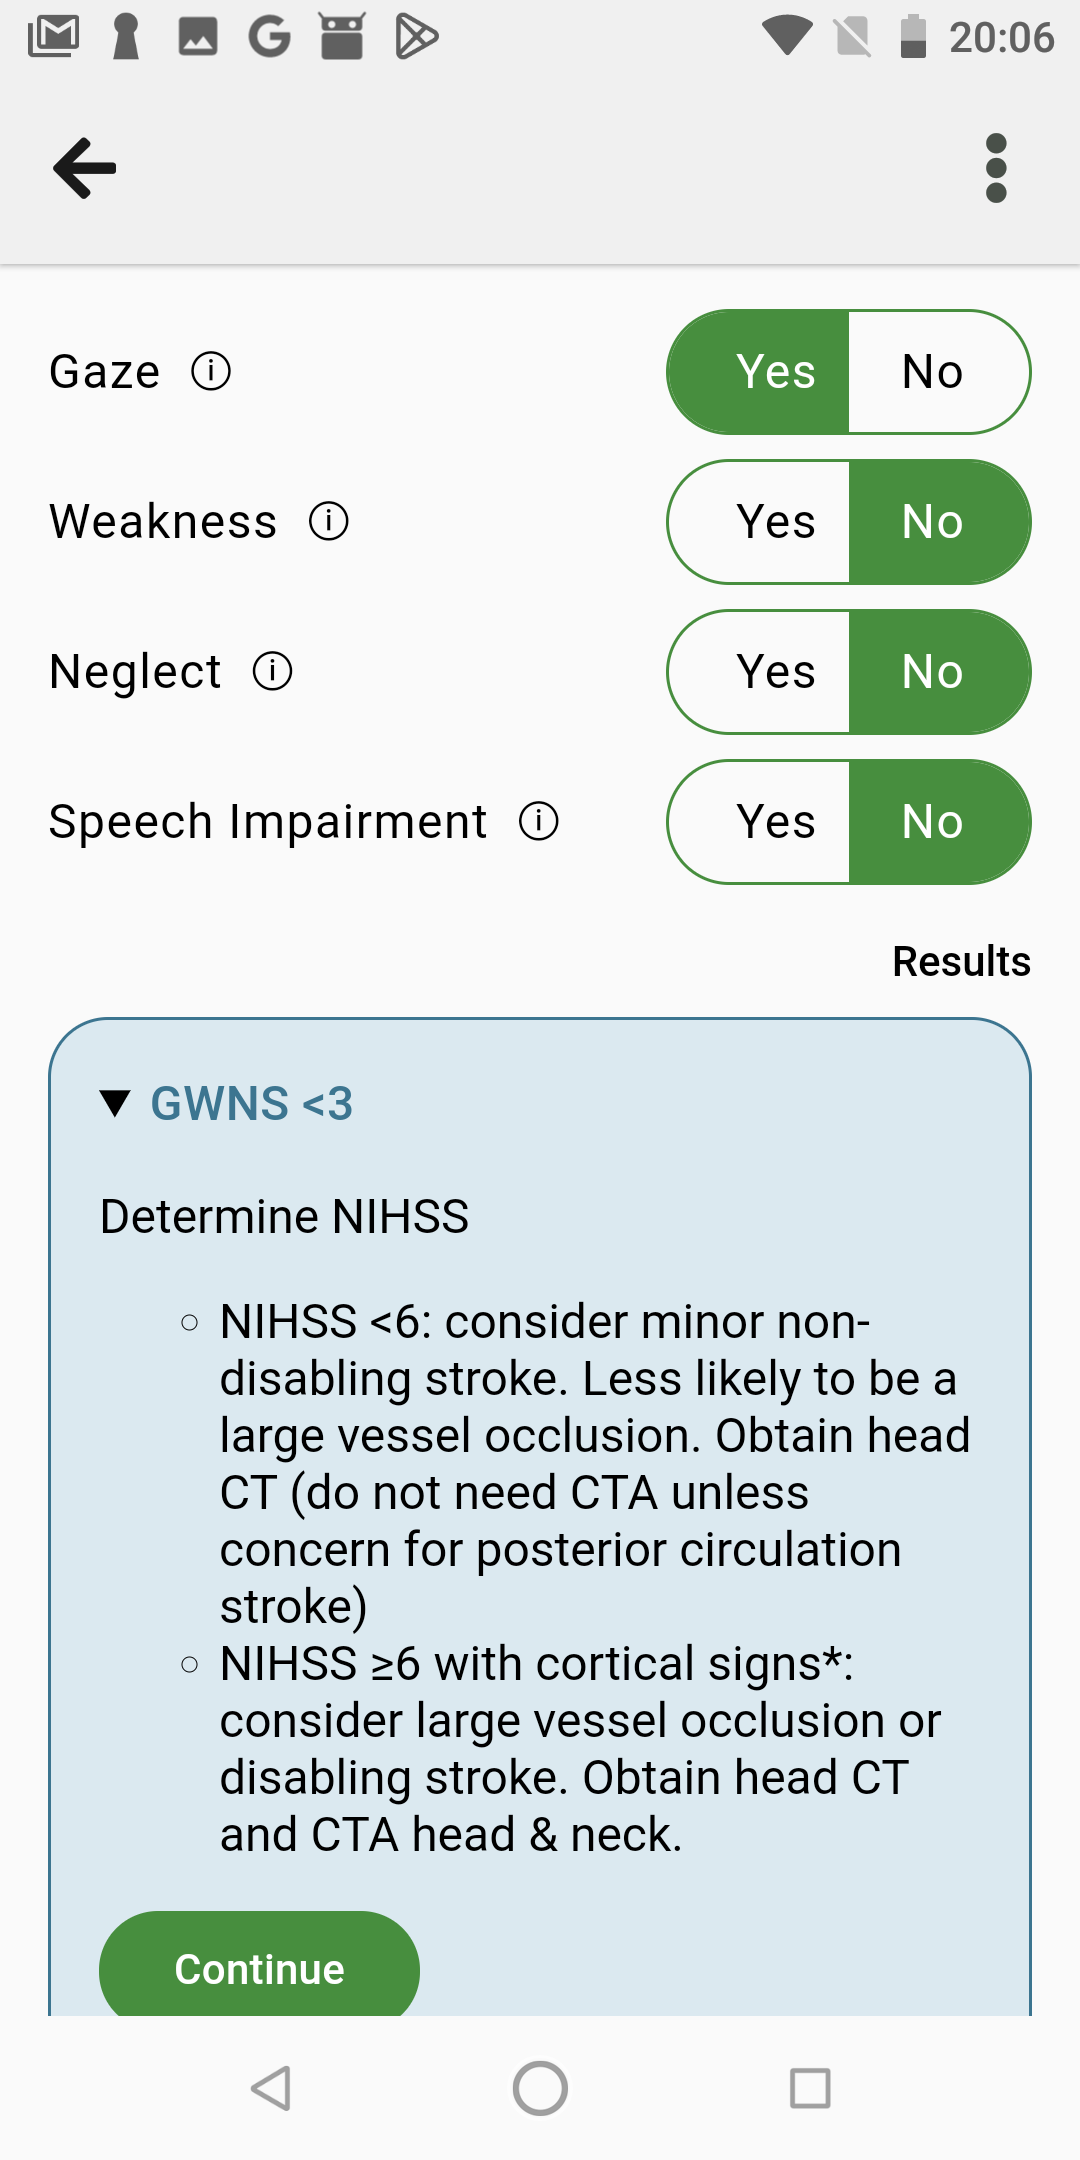 20:06
Gaze
Yes No
Weakness
Yes No
Neglect
Yes No
Speech Impairment
Yes No
Results
GWNS <3
Determine NIHSS
NIHSS <6: consider minor non-
disabling stroke. Less likely to be a
large vessel occlusion. Obtain head
CT (do not need CTA unless
concern for posterior circulation
stroke)
NIHSS ≥6 with cortical signs*:
consider large vessel occlusion or
disabling stroke. Obtain head CT
and CTA head & neck.
Continue